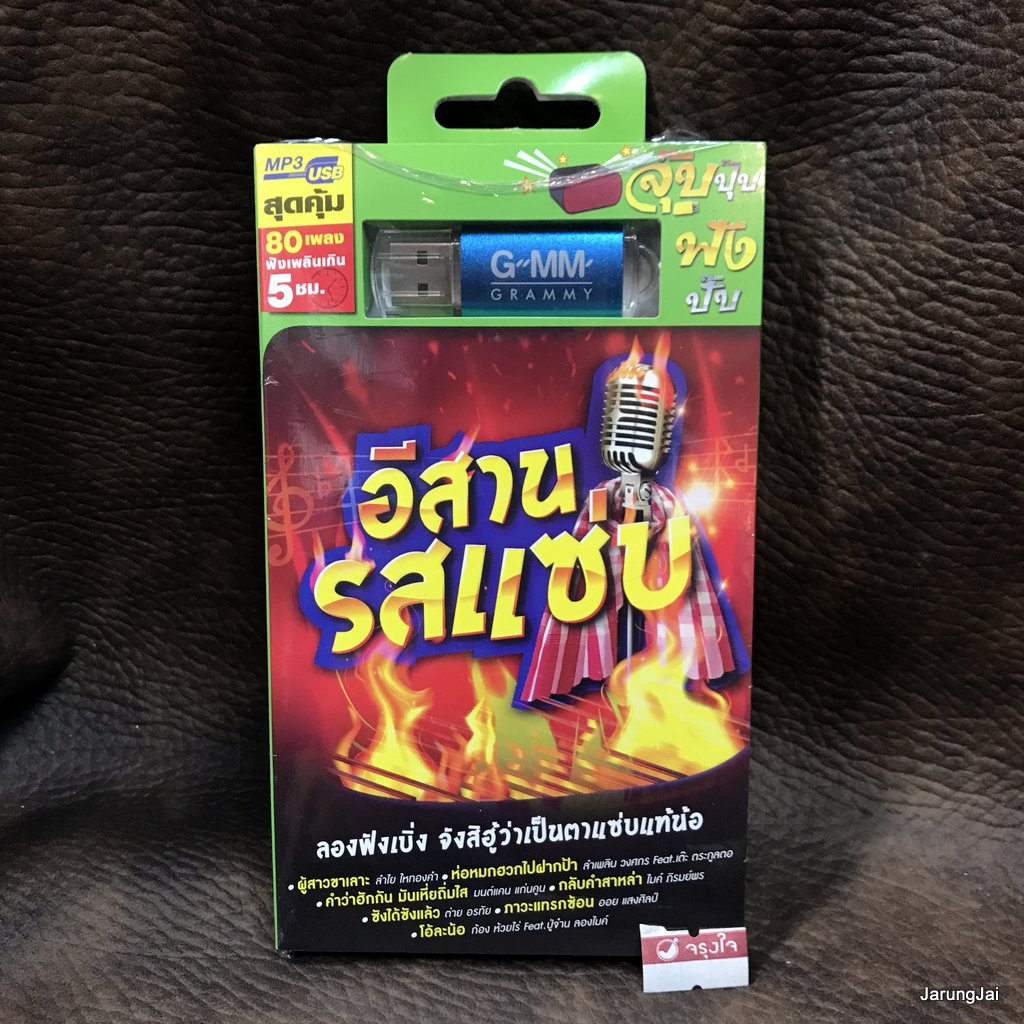 MP3
USB
สุดคุ้ม
80 เพลง
ฟังเพลินเกิน
5 ชม.
จุ๊บ ปุ๊บ
ฟัง
ปั๊บ
G"MM'
GRAMMY
อีสาน
รสแซ่บ
ลองฟังเบิ่ง จังสิฮู้ว่าเป็นตาแซ่บแท้น้อ
• ผู้สาวขาเลาะ ลำไย ไหทองคำ • ห่อหมกฮวกไปฝากป้า ลำเพลิน วงศกร Feat.เต๊ะ ตระกูลตอ
• คำว่าฮักกัน มันเหี่ยถิ่มไส มนต์แคน แก่นคูน • กลับคำสาหล่า ไมค์ ภิรมย์พร
• ซังได้ซังแล้ว ต่าย อรทัย • ภาวะแทรกซ้อน ออย แสงศิลป์
• โอ้ละน้อ ก้อง ห้วยไร่ Feat.ปู่จ๋าน ลองไมค์
จรุงใจ
JarungJai